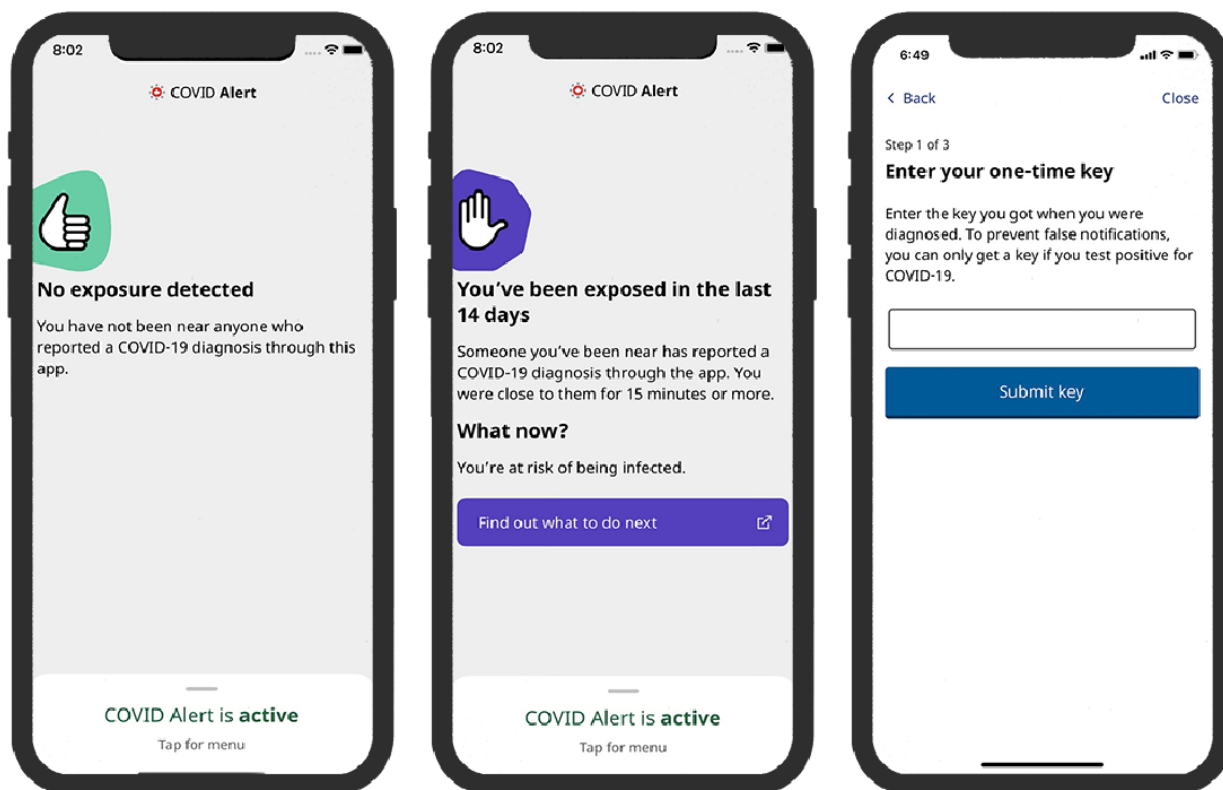 8:02
COVID Alert
No exposure detected
You have not been near anyone who
reported a COVID-19 diagnosis through this
app.
COVID Alert is active
Tap for menu
8:02
COVID Alert
You've been exposed in the last
14 days
Someone you've been near has reported a
COVID-19 diagnosis through the app. You
were close to them for 15 minutes or more.
What now?
You're at risk of being infected.
Find out what to do next
COVID Alert is active
Tap for menu
6:49
Back
Close
Step 1 of 3
Enter your one-time key
Enter the key you got when you were
diagnosed. To prevent false notifications,
you can only get a key if you test positive for
COVID-19.
Submit key